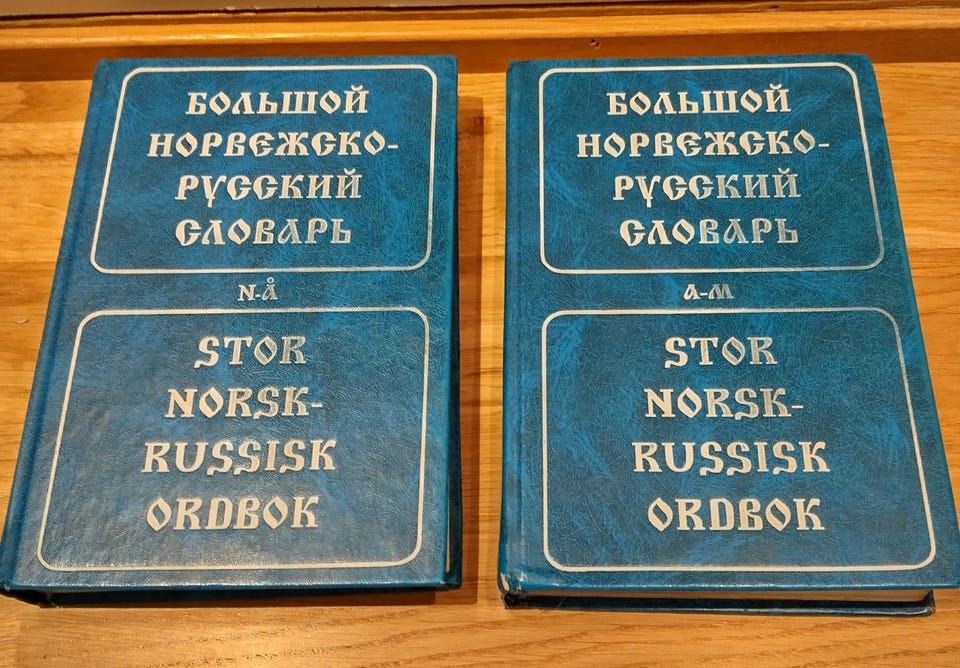 БОЛЬШОЙ
НОРВЕЖСКО-
РУССКИЙ
СЛОВАРЬ
N-Å
STOR
NORSK-
RUSSISK
ORDBOK
БОЛЬШОЙ
НОРВЕЖСКО-
РУССКИЙ
СЛОВАРЬ
A-M
STOR
NORSK-
RUSSISK
ORDBOK